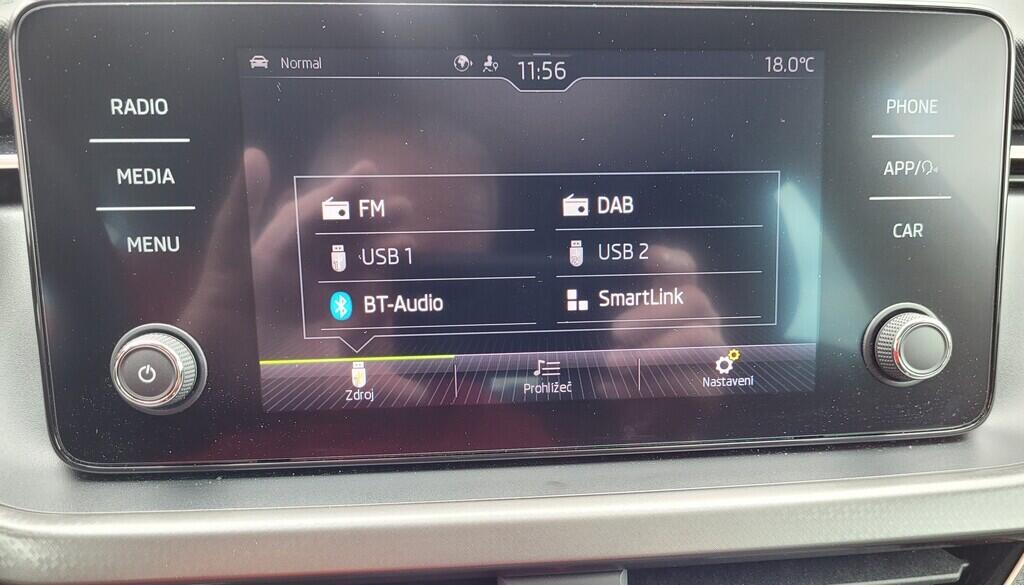 Normal
11:56
18.0°C
RADIO
MEDIA
MENU
PHONE
APP/
CAR
FM
DAB
USB 1
USB 2
BT-Audio
SmartLink
Zdroj
Prohlížeč
Nastavení